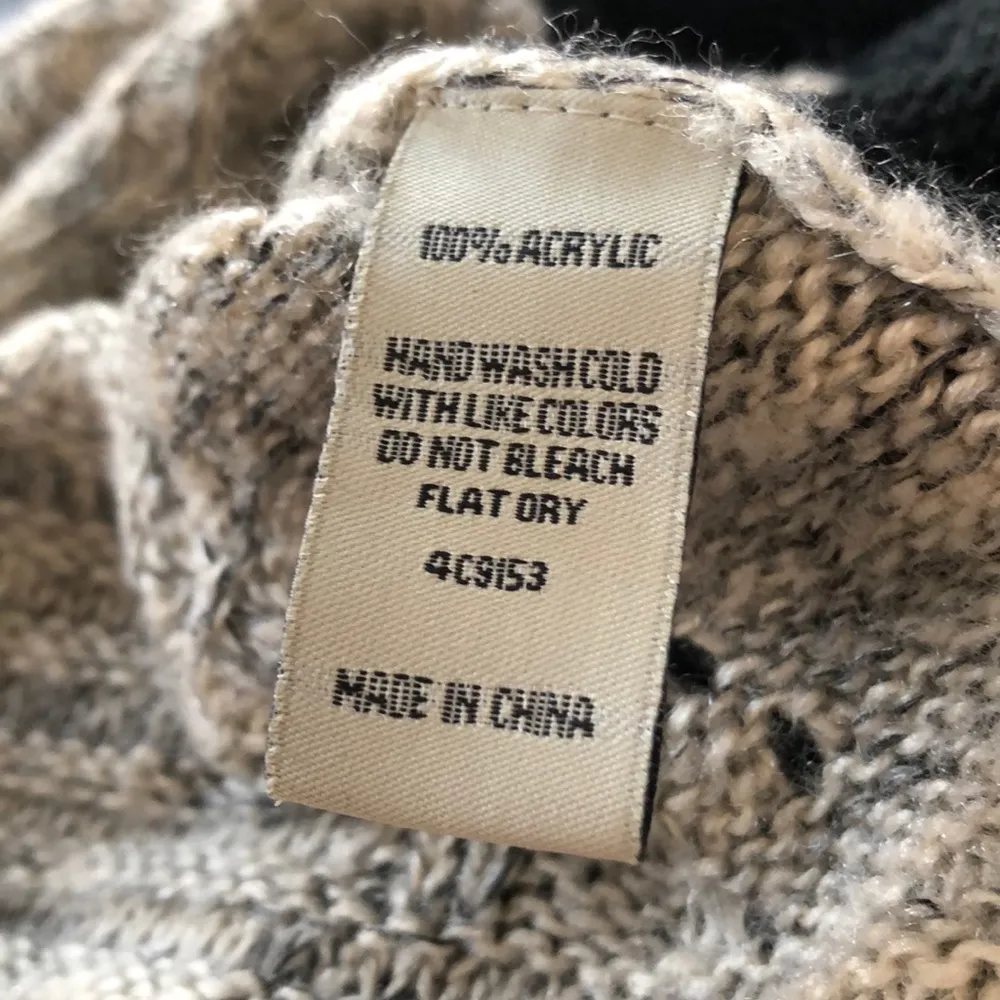 100% ACRYLIC
HAND WASH COLD
WITH LIKE COLORS
DO NOT BLEACH
FLAT DRY
4C9153
MADE IN CHINA